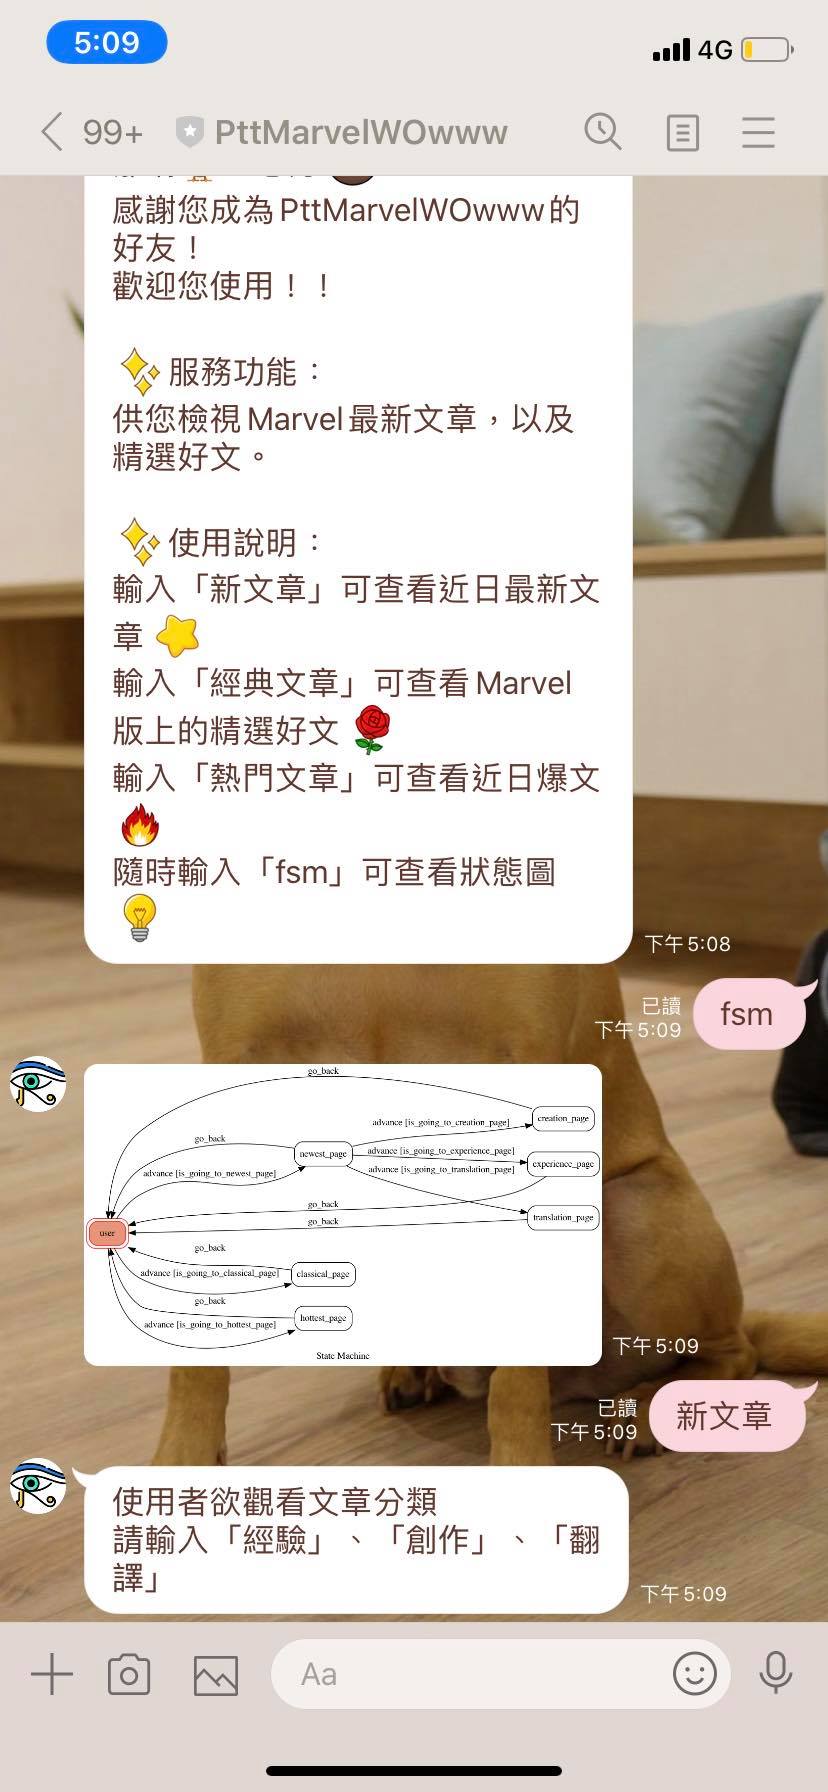 5:09
4G
99+
PttMarvelWOwww
感謝您成為PttMarvelWOwww的
好友！
歡迎您使用！！
服務功能：
供您檢視Marvel最新文章，以及
精選好文。
使用說明：
輸入「新文章」可查看近日最新文
章
輸入「經典文章」可查看Marvel
版上的精選好文
輸入「熱門文章」可查看近日爆文
隨時輸入「fsm」可查看狀態圖
下午5:08
已讀
下午5:09
fsm
go_back
creation_page
advance [is_going_to_creation_page]
go_back
newest_page
advance [is_going_to_experience_page]
experience_page
advance [is_going_to_newest_page]
advance [is_going_to_translation_page]
go_back
translation_page
go_back
user
go_back
advance [is_going_to_classical_page]
classical_page
go_back
hottest_page
advance [is_going_to_hottest_page]
State Machine
下午5:09
已讀
下午5:09
新文章
使用者欲觀看文章分類
請輸入「經驗」、「創作」、「翻
譯」
下午5:09
Aa